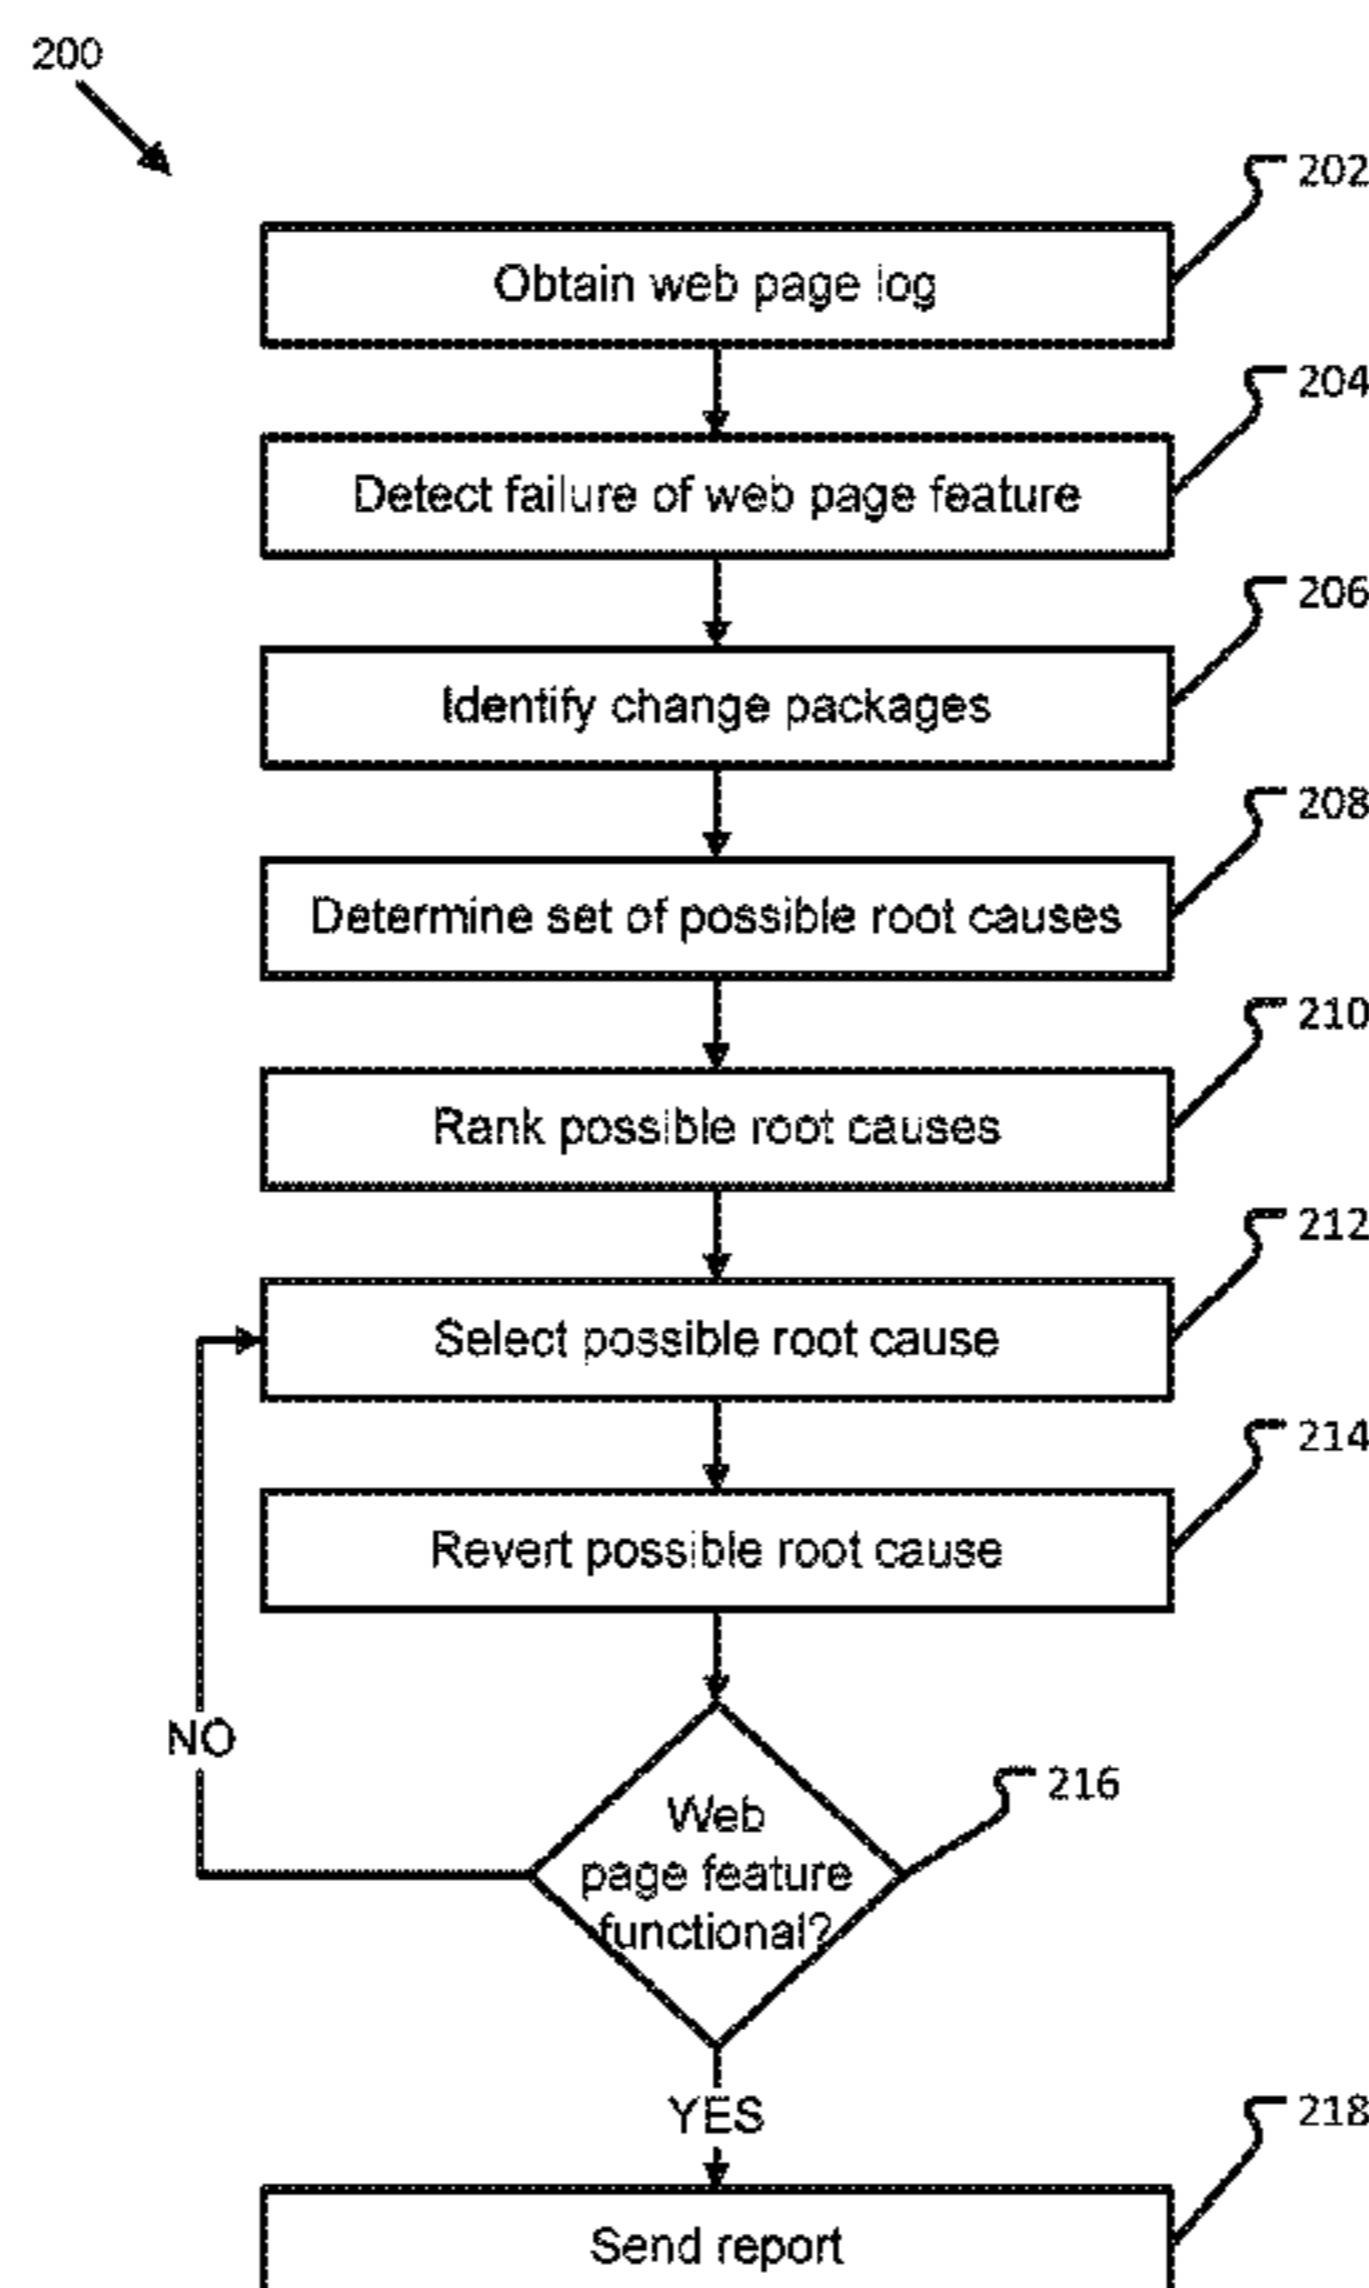 200
202
Obtain web page log
204
Detect failure of web page feature
206
Identify change packages
208
Determine set of possible root causes
210
Rank possible root causes
212
Select possible root cause
214
Revert possible root cause
NO
216
Web
page feature
functional?
YES
218
Send report